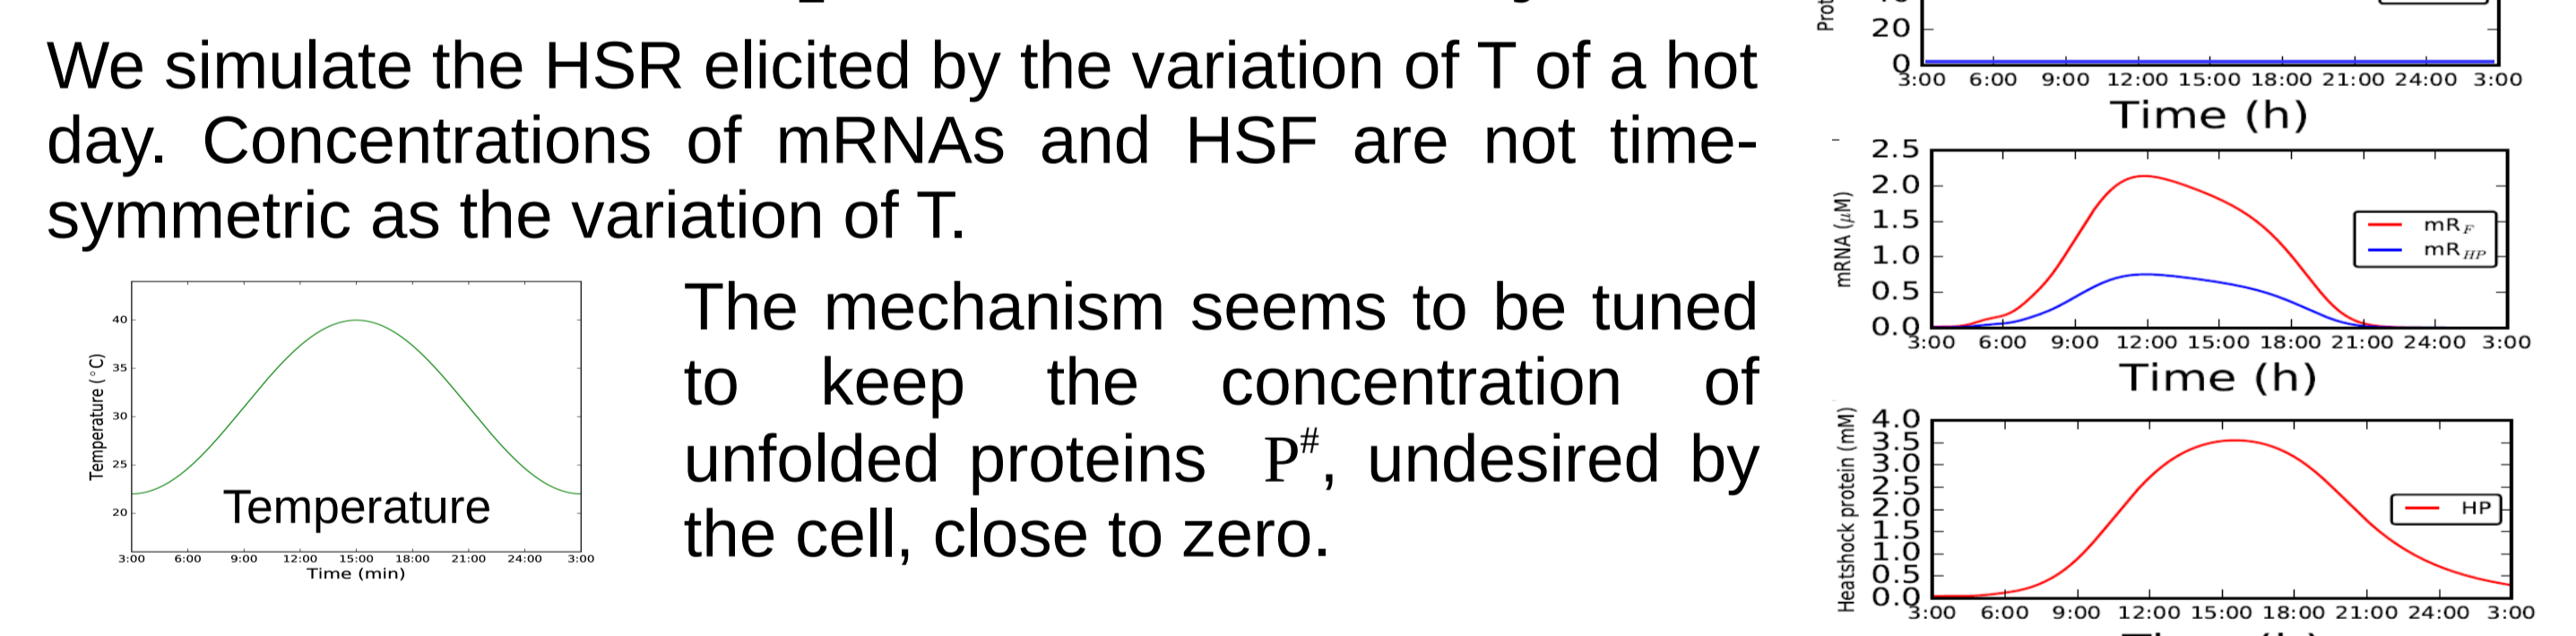 We simulate the HSR elicited by the variation of T of a hot
day. Concentrations of mRNAs and HSF are not time-
symmetric as the variation of T.
The mechanism seems to be tuned
to keep the concentration of
unfolded proteins P#, undesired by
the cell, close to zero.
40
35
30
25
20
Temperature (°C)
Temperature
3:00 6:00 9:00 12:00 15:00 18:00 21:00 24:00 3:00
Time (min)
20
0
3:00 6:00 9:00 12:00 15:00 18:00 21:00 24:00 3:00
Time (h)
2.5
2.0
1.5
1.0
0.5
0.0
mRNA (μM)
mR F
mR HP
3:00 6:00 9:00 12:00 15:00 18:00 21:00 24:00 3:00
Time (h)
4.0
3.5
3.0
2.5
2.0
1.5
1.0
0.5
0.0
Heatshock protein (mM)
HP
3:00 6:00 9:00 12:00 15:00 18:00 21:00 24:00 3:00